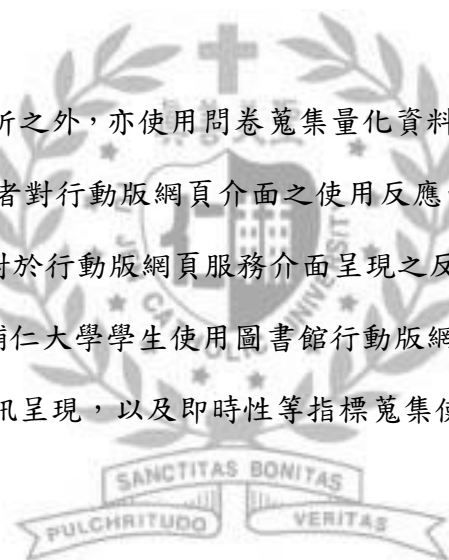 析之外，亦使用問卷蒐集量化資料
者對行動版網頁介面之使用反應
對於行動版網頁服務介面呈現之反
輔仁大學學生使用圖書館行動版網
訊呈現，以及即時性等指標蒐集使
SANCTITAS BONITAS
PULCHRITUDO VERITAS